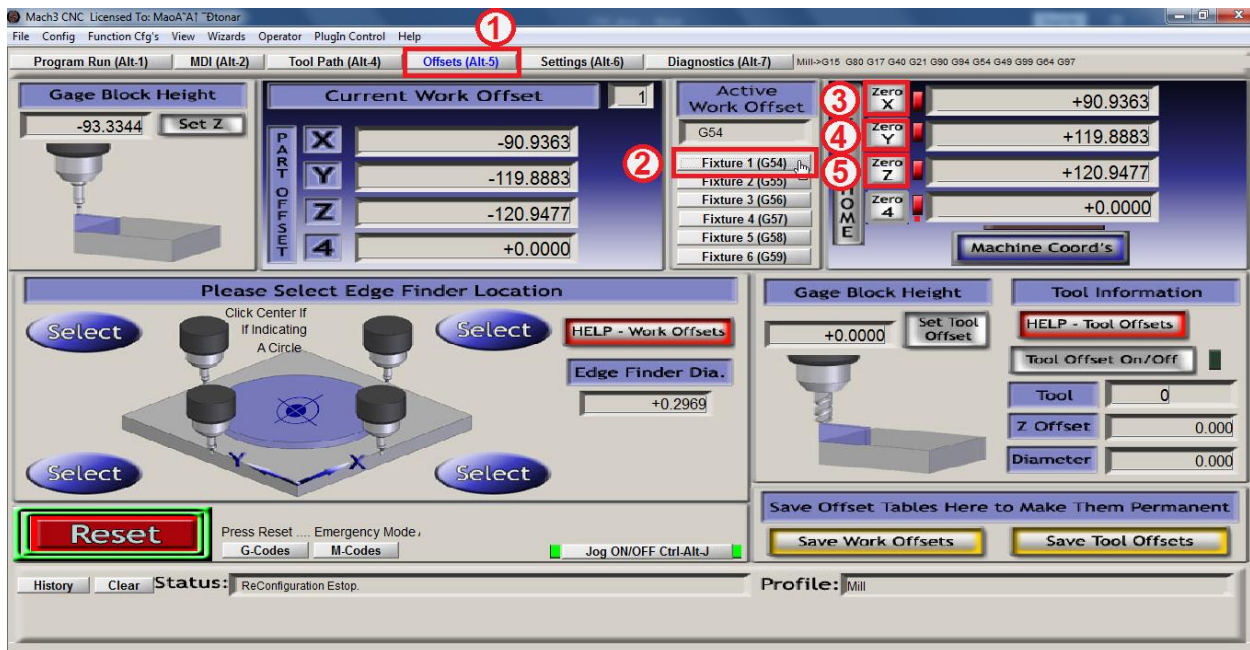 Mach3 CNC Licensed To: MaoA¨A† ¨Ðtonar
File Config Function Cfg's View Wizards Operator PlugIn Control Help
1
Program Run (Alt-1) MDI (Alt-2) Tool Path (Alt-4) Offsets (Alt-5) Settings (Alt-6) Diagnostics (Alt-7) Mill->G15 G80 G17 G40 G21 G90 G94 G54 G49 G99 G64 G97
Gage Block Height
-93.3344 Set Z
Current Work Offset 1
PART OFFSET
X -90.9363
Y -119.8883
Z -120.9477
4 +0.0000
Active
Work Offset
G54
2 Fixture 1 (G54)
Fixture 2 (G55)
Fixture 3 (G56)
Fixture 4 (G57)
Fixture 5 (G58)
Fixture 6 (G59)
HOME
3 Zero X +90.9363
4 Zero Y +119.8883
5 Zero Z +120.9477
Zero 4 +0.0000
Machine Coord's
Please Select Edge Finder Location
Click Center If
If Indicating
A Circle
Select
Select
HELP - Work Offsets
Edge Finder Dia.
+0.2969
Y X
Select
Select
Gage Block Height
+0.0000 Set Tool
Offset
Tool Information
HELP - Tool Offsets
Tool Offset On/Off
Tool 0
Z Offset 0.000
Diameter 0.000
Reset
Press Reset .... Emergency Mode
G-Codes M-Codes
Jog ON/OFF Ctrl-Alt-J
Save Offset Tables Here to Make Them Permanent
Save Work Offsets Save Tool Offsets
History Clear Status: ReConfiguration Estop.
Profile: Mill